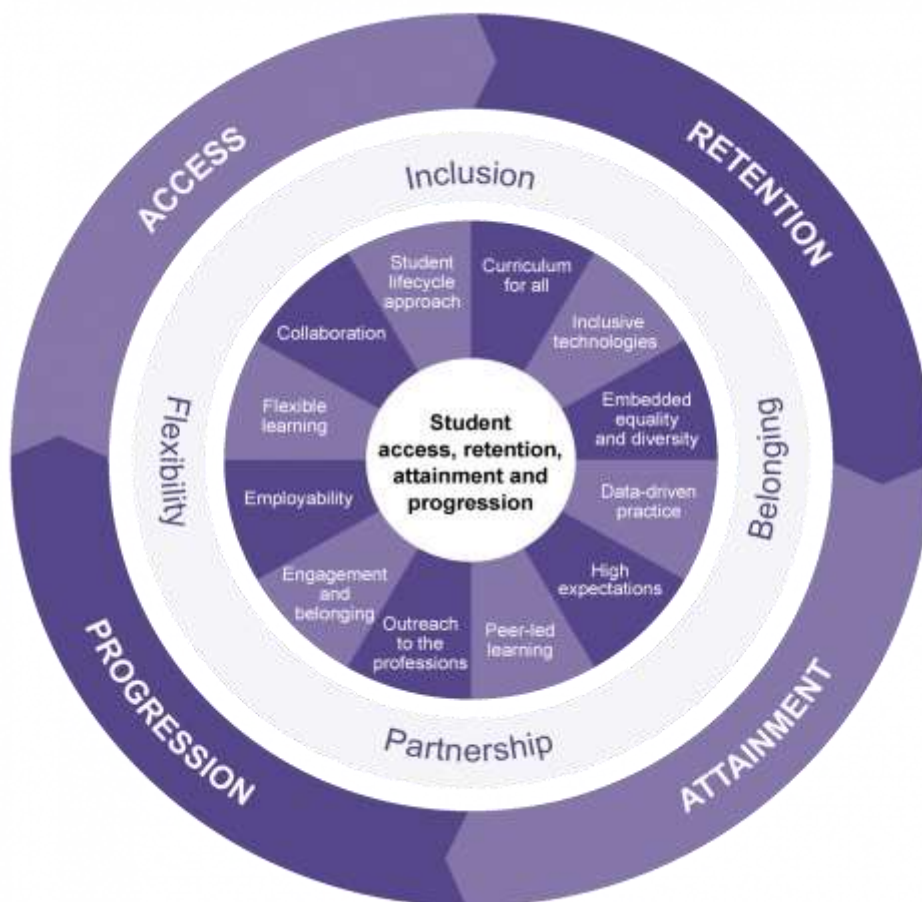 ACCESS
RETENTION
ATTAINMENT
PROGRESSION
Inclusion
Belonging
Partnership
Flexibility
Curriculum
for all
Inclusive
technologies
Embedded
equality
and diversity
Data-driven
practice
High
expectations
Peer-led
learning
Outreach
to the
professions
Engagement
and
belonging
Employability
Flexible
learning
Collaboration
Student
lifecycle
approach
Student
access, retention,
attainment and
progression